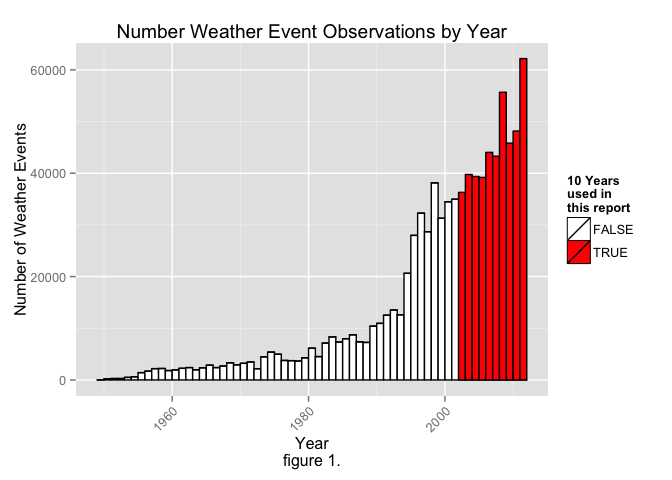 Number Weather Event Observations by Year
Number of Weather Events
60000
40000
20000
0
1960
1980
2000
Year
figure 1.
10 Years
used in
this report
FALSE
TRUE